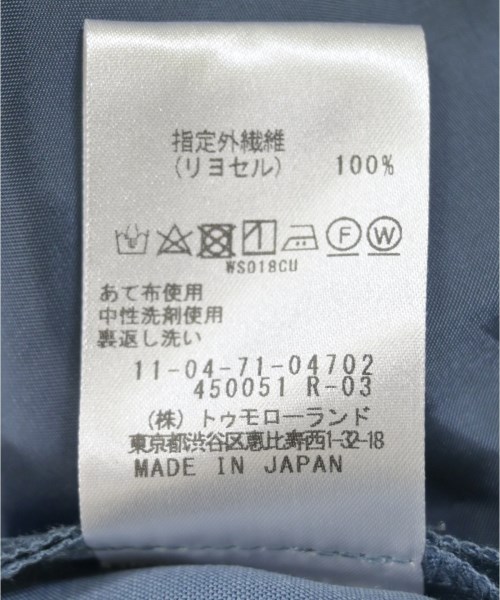 指定外繊維
(リヨセル) 100%
F W
WS018CU
あて布使用
中性洗剤使用
裏返し洗い
11-04-71-04702
450051 R-03
(株)トゥモローランド
東京都渋谷区恵比寿西1-32-18
MADE IN JAPAN